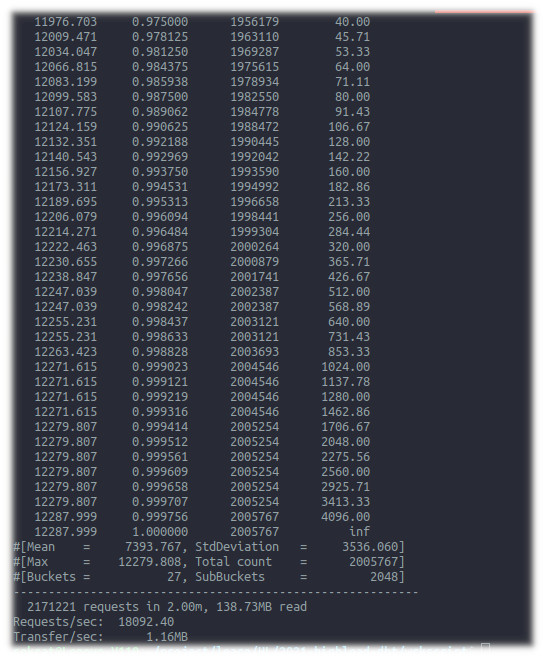 11976.703 0.975000 1956179 40.00
12009.471 0.978125 1963110 45.71
12034.047 0.981250 1969287 53.33
12066.815 0.984375 1975615 64.00
12083.199 0.985938 1978934 71.11
12099.583 0.987500 1982550 80.00
12107.775 0.989062 1984778 91.43
12124.159 0.990625 1988472 106.67
12132.351 0.992188 1990445 128.00
12140.543 0.992969 1992042 142.22
12156.927 0.993750 1993590 160.00
12173.311 0.994531 1994992 182.86
12189.695 0.995313 1996658 213.33
12206.079 0.996094 1998441 256.00
12214.271 0.996484 1999304 284.44
12222.463 0.996875 2000264 320.00
12230.655 0.997266 2000879 365.71
12238.847 0.997656 2001741 426.67
12247.039 0.998047 2002387 512.00
12247.039 0.998242 2002387 568.89
12255.231 0.998437 2003121 640.00
12255.231 0.998633 2003121 731.43
12263.423 0.998828 2003693 853.33
12271.615 0.999023 2004546 1024.00
12271.615 0.999121 2004546 1137.78
12271.615 0.999219 2004546 1280.00
12271.615 0.999316 2004546 1462.86
12279.807 0.999414 2005254 1706.67
12279.807 0.999512 2005254 2048.00
12279.807 0.999561 2005254 2275.56
12279.807 0.999609 2005254 2560.00
12279.807 0.999658 2005254 2925.71
12279.807 0.999707 2005254 3413.33
12287.999 0.999756 2005767 4096.00
12287.999 1.000000 2005767 inf
#[Mean = 7393.767, StdDeviation = 3536.060]
#[Max = 12279.808, Total count = 2005767]
#[Buckets = 27, SubBuckets = 2048]
----------------------------------------------------------
2171221 requests in 2.00m, 138.73MB read
Requests/sec: 18092.40
Transfer/sec: 1.16MB